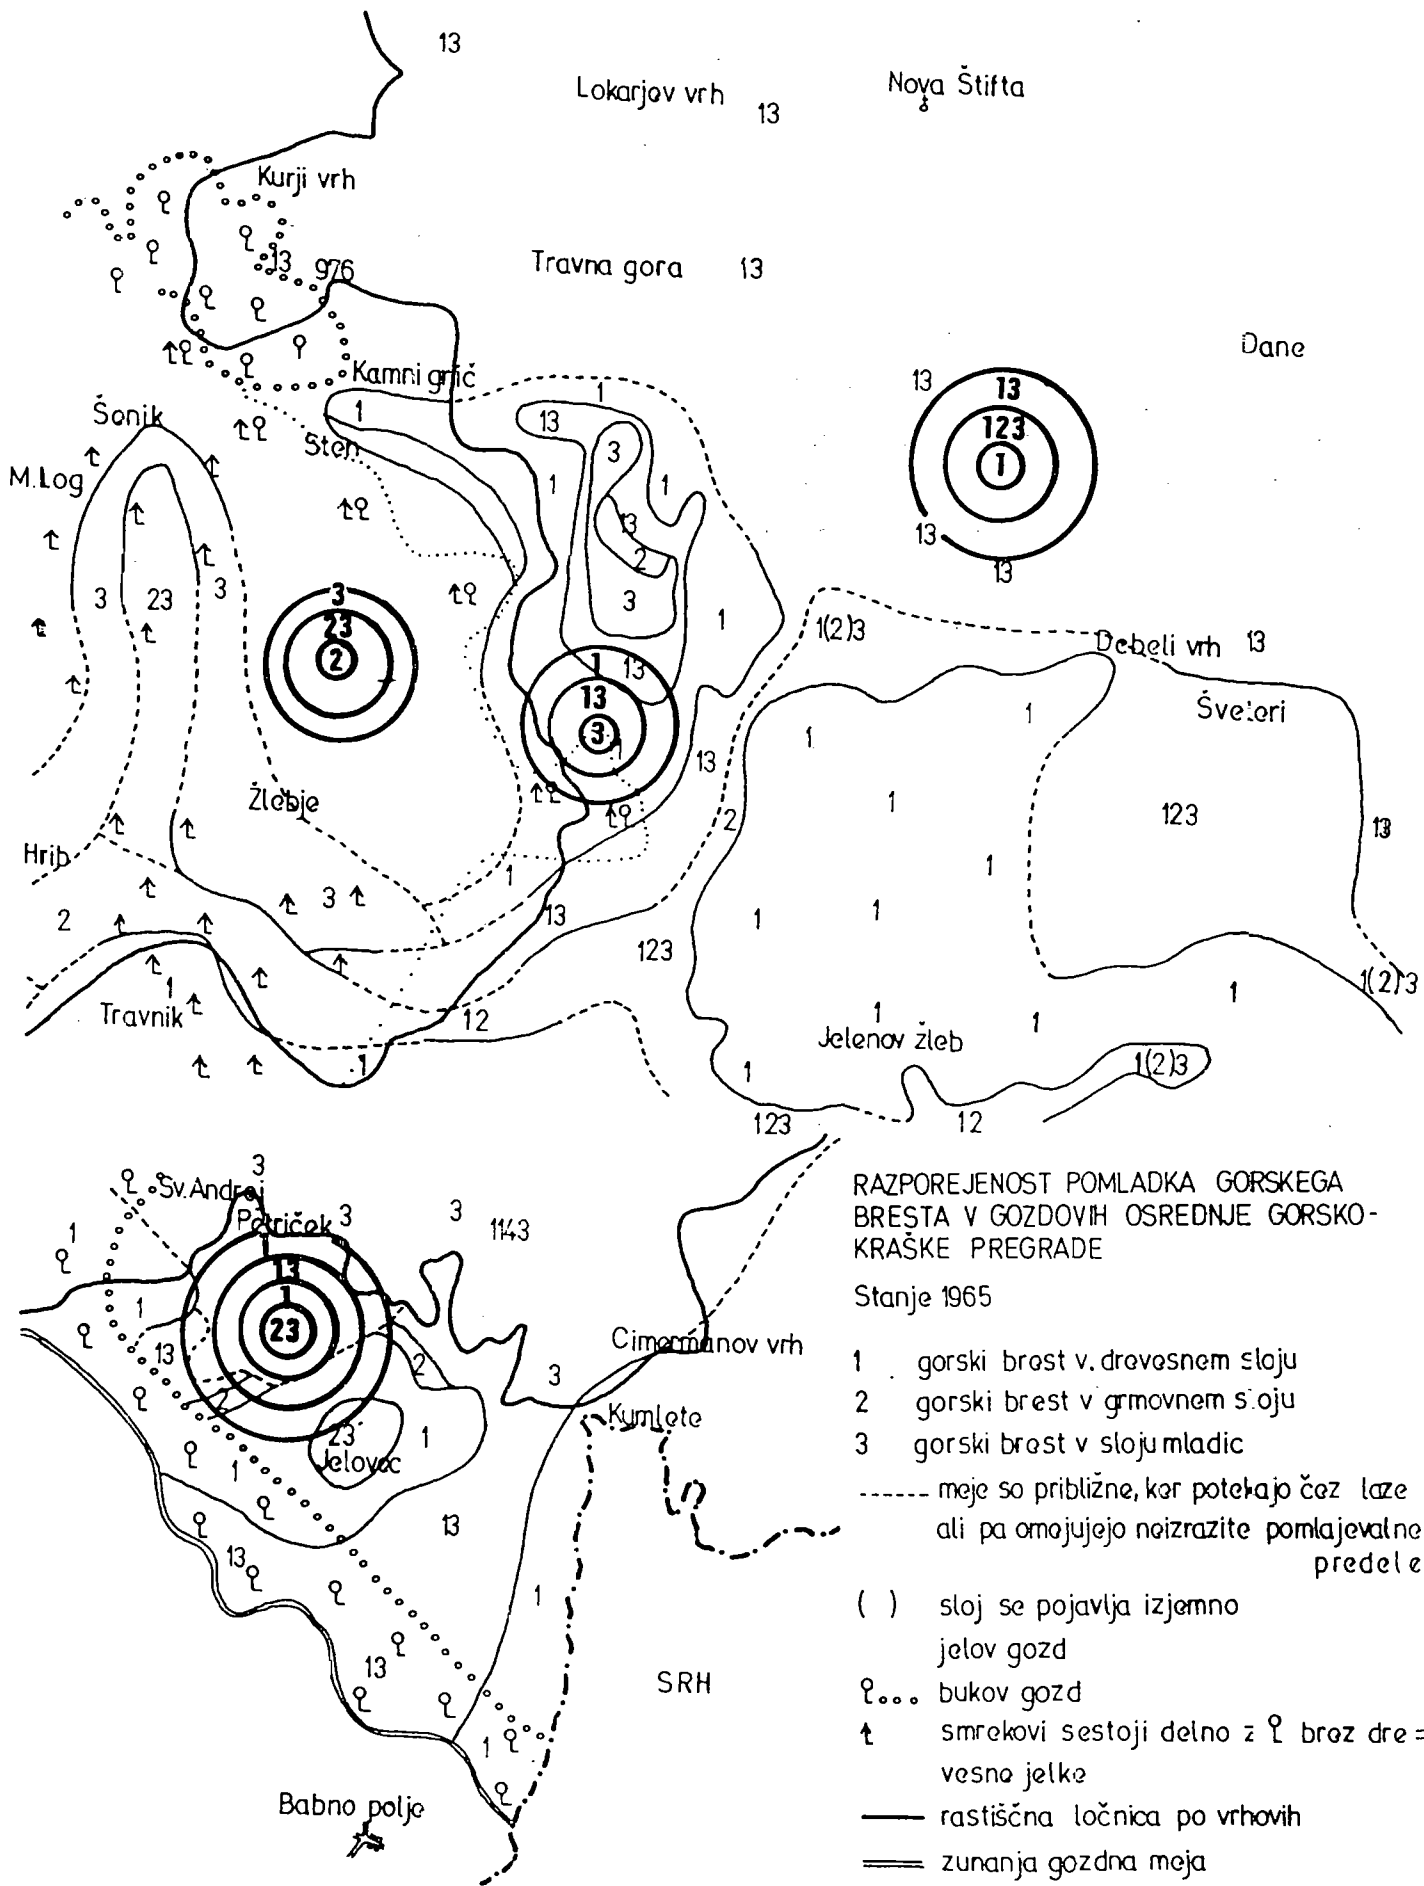 13
Lokarjov vrh 13
Nova Štifta
Kurji vrh
13 976
Travna gora 13
Dane
Kamni grič
1
1
13
Šonik
Sten
13
3
13
123
1
M.Log
1
1
13
13
2
13
3 23 3
3
1
3
23
2
1(2)3
Debeli vrh 13
1
13
13
3
1
Šveteri
1
13
Žlebje
1
123
2
13
Hrib
1
1
3
2
13
1
1
123
1(2)3
1
1
Travnik
12
1
1
Jelenov žleb
1
1
1(2)3
123
12
3
Sv.Andrej
Petriček 3
3
1143
1
13
1
23
1
13
2
2
Cimermanov vrh
3
Kumlete
23
1
Jelovec
1
13
13
1
13
SRH
1
Babno polje
RAZPOREJENOST POMLADKA GORSKEGA
BRESTA V GOZDOVIH OSREDNJE GORSKO-
KRAŠKE PREGRADE
Stanje 1965
1 gorski brest v drevesnem sloju
2 gorski brest v grmovnem sloju
3 gorski brest v sloju mladic
------ meje so približne, ker potekajo čez laze
ali pa omejujejo neizrazite pomlajevalne
predele
( ) sloj se pojavlja izjemno
jelov gozd
bukov gozd
smrekovi sestoji delno z brez dre=
vesne jelke
rastiščna ločnica po vrhovih
zunanja gozdna meja